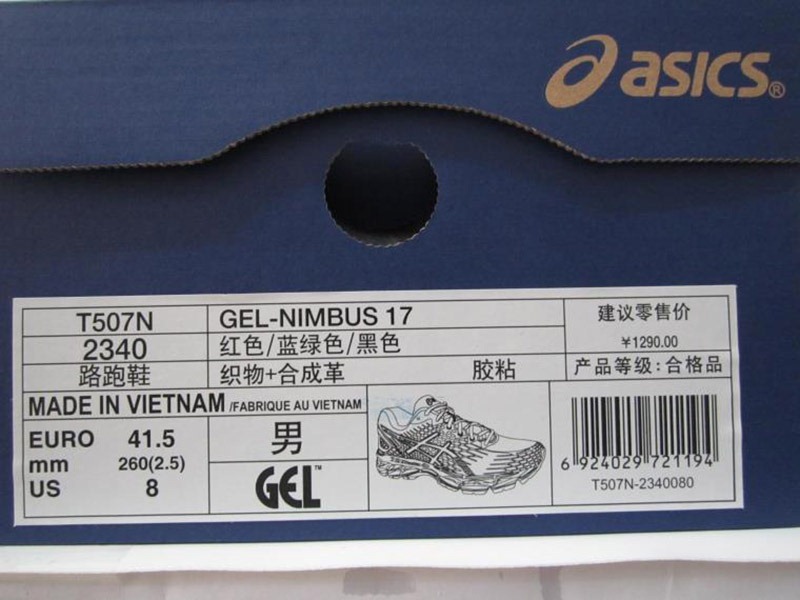 asics®
T507N
GEL-NIMBUS 17
建议零售价
¥1290.00
2340
红色/蓝绿色/黑色
路跑鞋
织物+合成革 胶粘
产品等级:合格品
MADE IN VIETNAM /FABRIQUE AU VIETNAM
EURO 41.5
mm 260(2.5)
US 8
男
GEL™
6 924029 721194
T507N-2340080